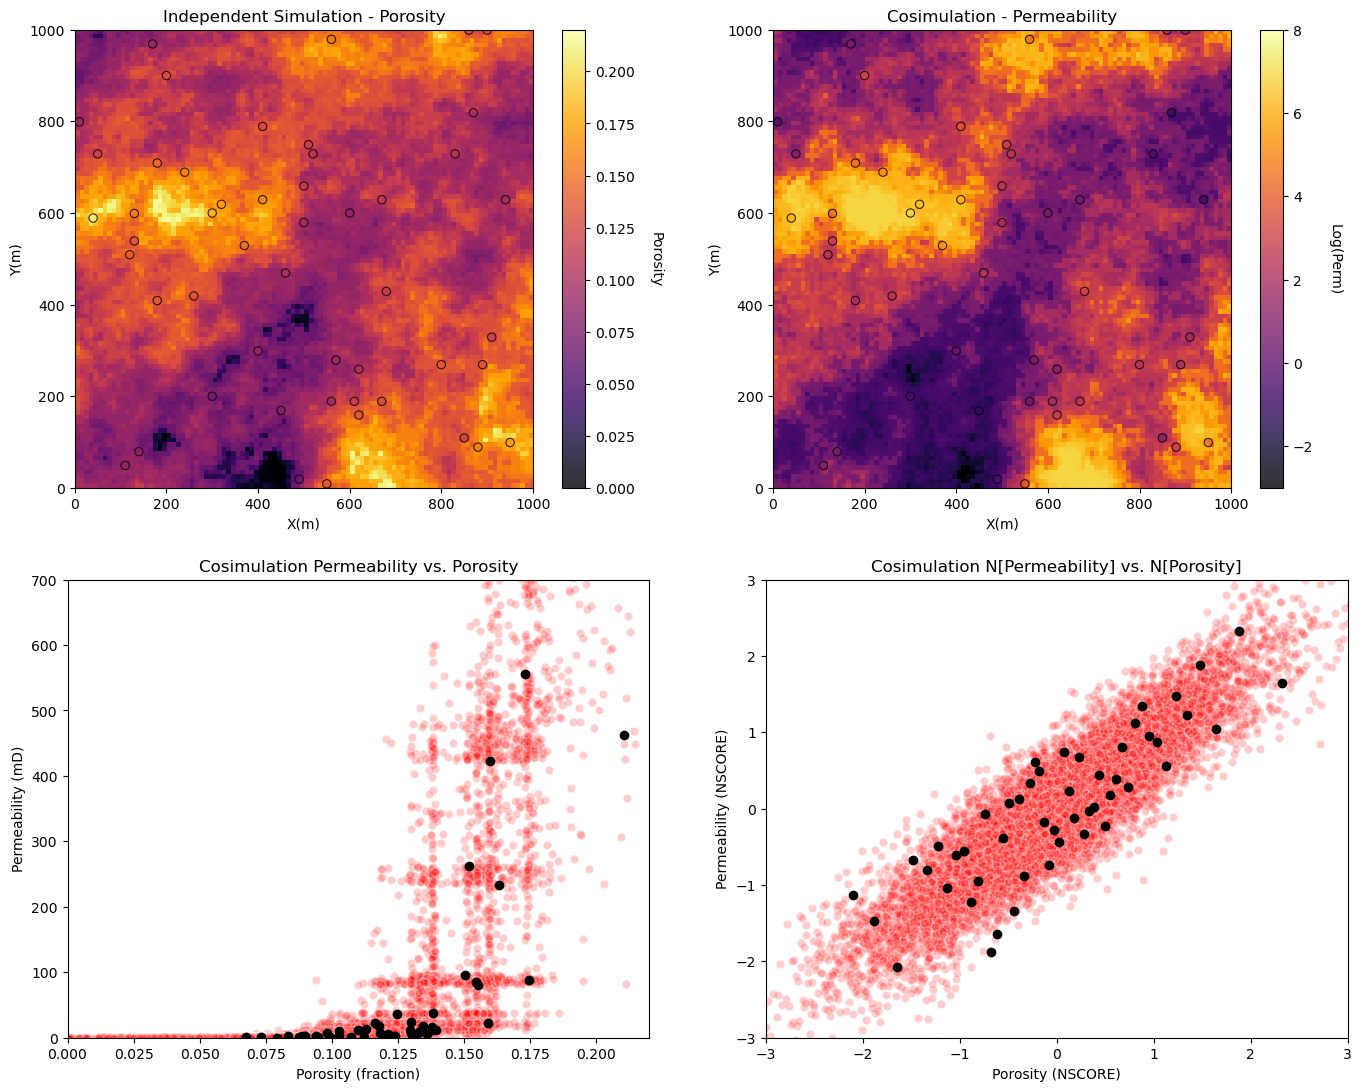 Independent Simulation - Porosity
1000
800
600
400
200
0
Y(m)
0 200 400 600 800 1000
X(m)
0.200
0.175
0.150
0.125
0.100
0.075
0.050
0.025
0.000
Porosity
Cosimulation - Permeability
1000
800
600
400
200
0
Y(m)
0 200 400 600 800 1000
X(m)
8
6
4
2
0
−2
Log(Perm)
Cosimulation Permeability vs. Porosity
700
600
500
400
300
200
100
0
Permeability (mD)
0.000 0.025 0.050 0.075 0.100 0.125 0.150 0.175 0.200
Porosity (fraction)
Cosimulation N[Permeability] vs. N[Porosity]
3
2
1
0
−1
−2
−3
Permeability (NSCORE)
−3 −2 −1 0 1 2 3
Porosity (NSCORE)